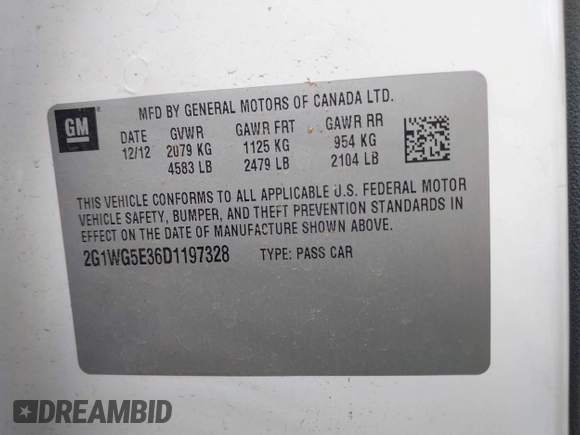 MFD BY GENERAL MOTORS OF CANADA LTD.
GM
DATE GVWR GAWR FRT GAWR RR
12/12 2079 KG 1125 KG 954 KG
4583 LB 2479 LB 2104 LB
THIS VEHICLE CONFORMS TO ALL APPLICABLE U.S. FEDERAL MOTOR
VEHICLE SAFETY, BUMPER, AND THEFT PREVENTION STANDARDS IN
EFFECT ON THE DATE OF MANUFACTURE SHOWN ABOVE.
2G1WG5E36D1197328 TYPE: PASS CAR
DREAMBID